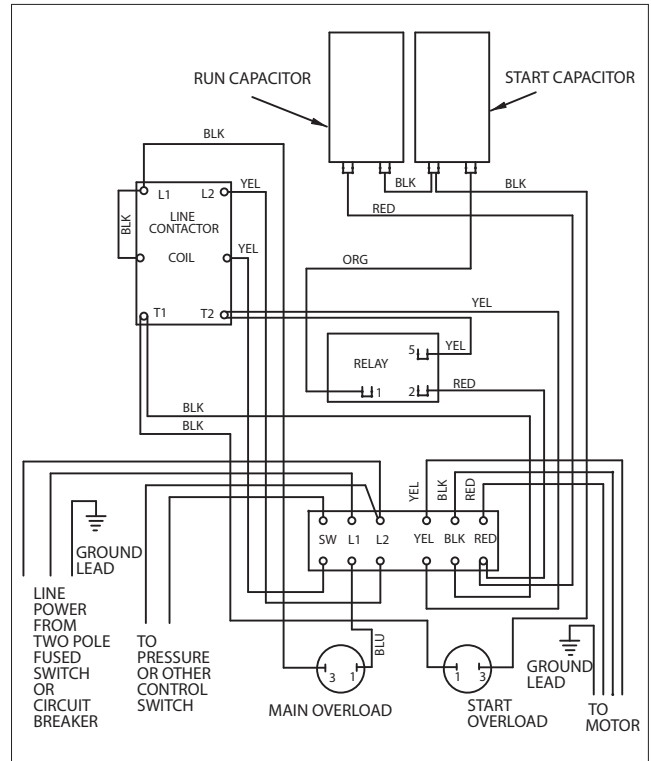 RUN CAPACITOR
START CAPACITOR
BLK
L1
L2
YEL
BLK
BLK
BLK
LINE
CONTACTOR
RED
COIL
YEL
ORG
T1
T2
YEL
5
YEL
RELAY
1
2
RED
BLK
BLK
YEL
BLK
RED
SW
L1
L2
YEL
BLK
RED
GROUND
LEAD
LINE
POWER
FROM
TWO POLE
FUSED
SWITCH
OR
CIRCUIT
BREAKER
TO
PRESSURE
OR OTHER
CONTROL
SWITCH
BLU
3
1
MAIN OVERLOAD
1
3
START
OVERLOAD
GROUND
LEAD
TO
MOTOR